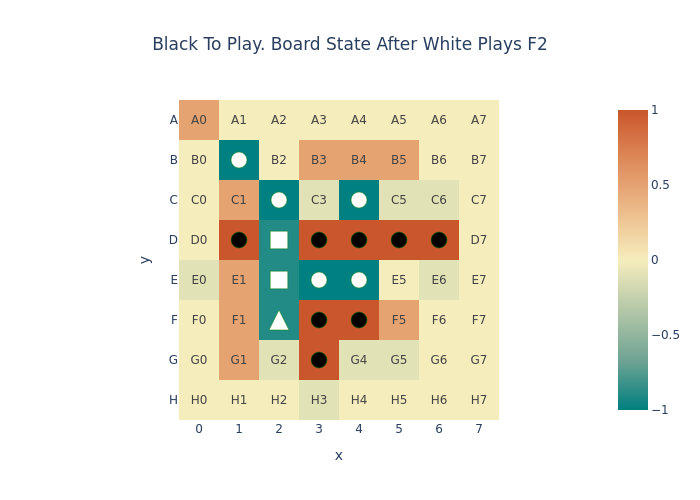 Black To Play. Board State After White Plays F2
A A0 A1 A2 A3 A4 A5 A6 A7
B B0 B2 B3 B4 B5 B6 B7
C C0 C1 C3 C5 C6 C7
D D0 D7
E E0 E1 E5 E6 E7
F F0 F1 F5 F6 F7
G G0 G1 G2 G4 G5 G6 G7
H H0 H1 H2 H3 H4 H5 H6 H7
0 1 2 3 4 5 6 7
x
y
1
0.5
0
−0.5
−1